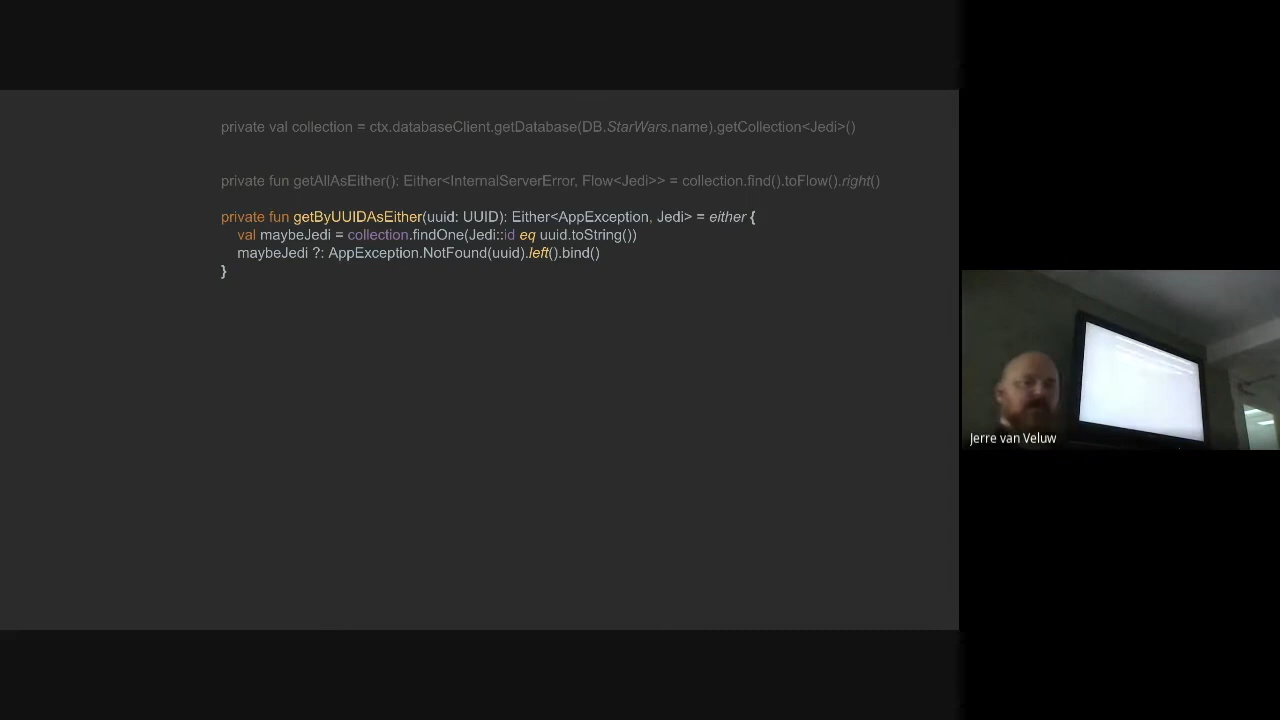 private val collection = ctx.databaseClient.getDatabase(DB.StarWars.name).getCollection<Jedi>()
private fun getAllAsEither(): Either<InternalServerError, Flow<Jedi>> = collection.find().toFlow().right()
private fun getByUUIDAsEither(uuid: UUID): Either<AppException, Jedi> = either {
val maybeJedi = collection.findOne(Jedi::id eq uuid.toString())
maybeJedi ?: AppException.NotFound(uuid).left().bind()
}
Jerre van Veluw